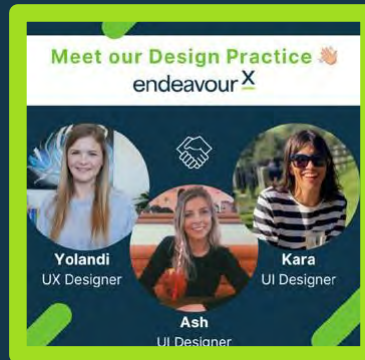 Meet our Design Practice 👋🏼
endeavour X
Yolandi
UX Designer
Kara
UI Designer
Ash
UI Designer